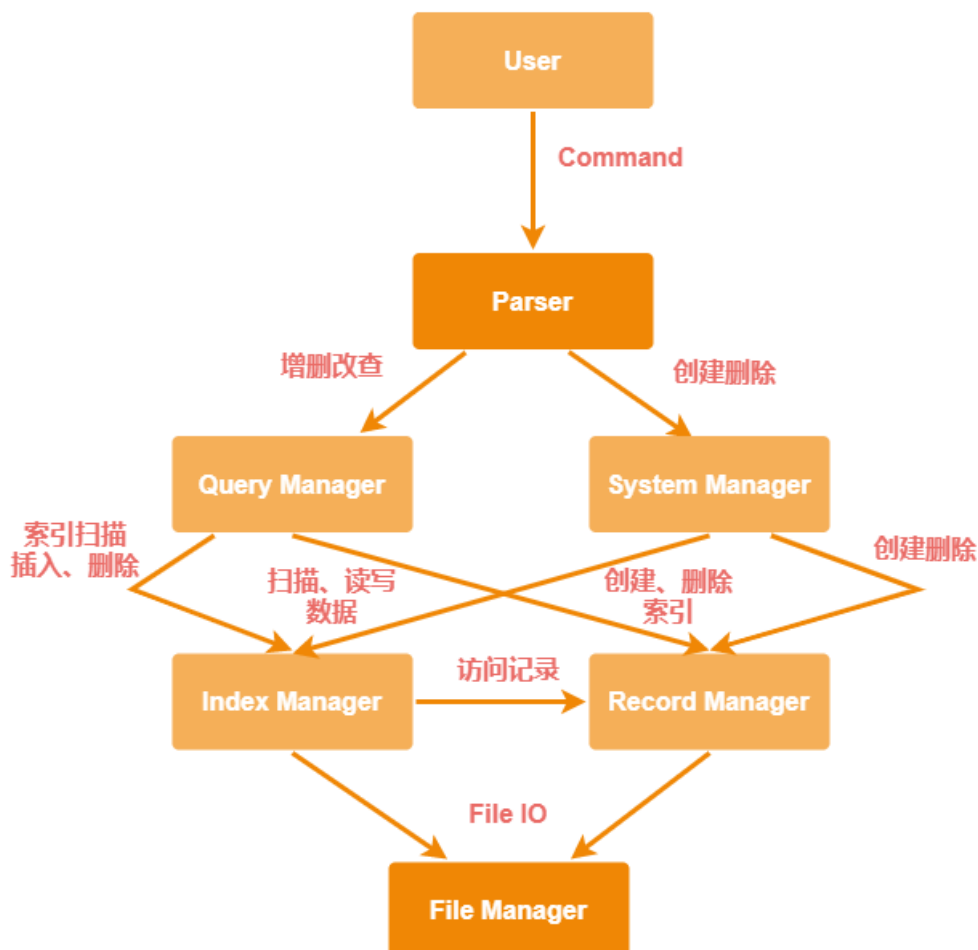 User
Command
Parser
增删改查
创建删除
Query Manager
System Manager
索引扫描
插入、删除
扫描、读写
数据
创建、删除
索引
创建删除
Index Manager
访问记录
Record Manager
File IO
File Manager